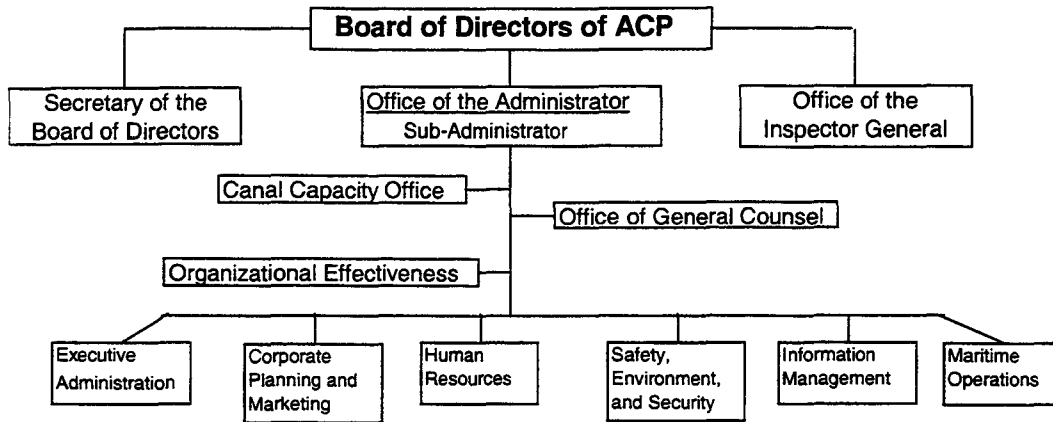 Board of Directors of ACP
Secretary of the
Board of Directors
Office of the Administrator
Sub-Administrator
Office of the
Inspector General
Canal Capacity Office
Office of General Counsel
Organizational Effectiveness
Executive
Administration
Corporate
Planning and
Marketing
Human
Resources
Safety,
Environment,
and Security
Information
Management
Maritime
Operations